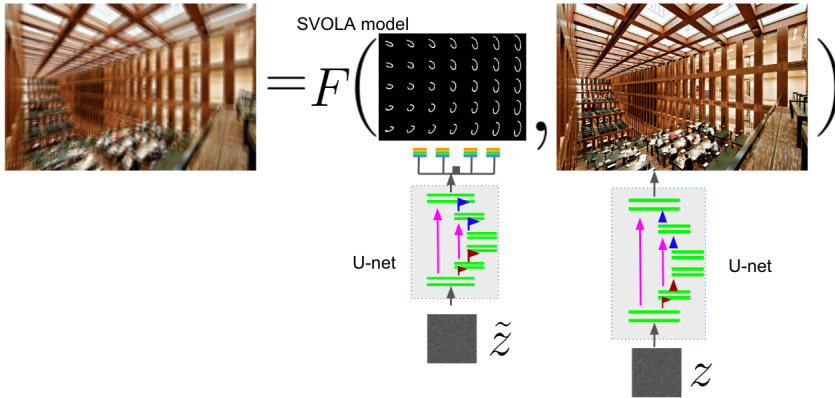 SVOLA model
= F ( , )
U-net
U-net
z̃
z